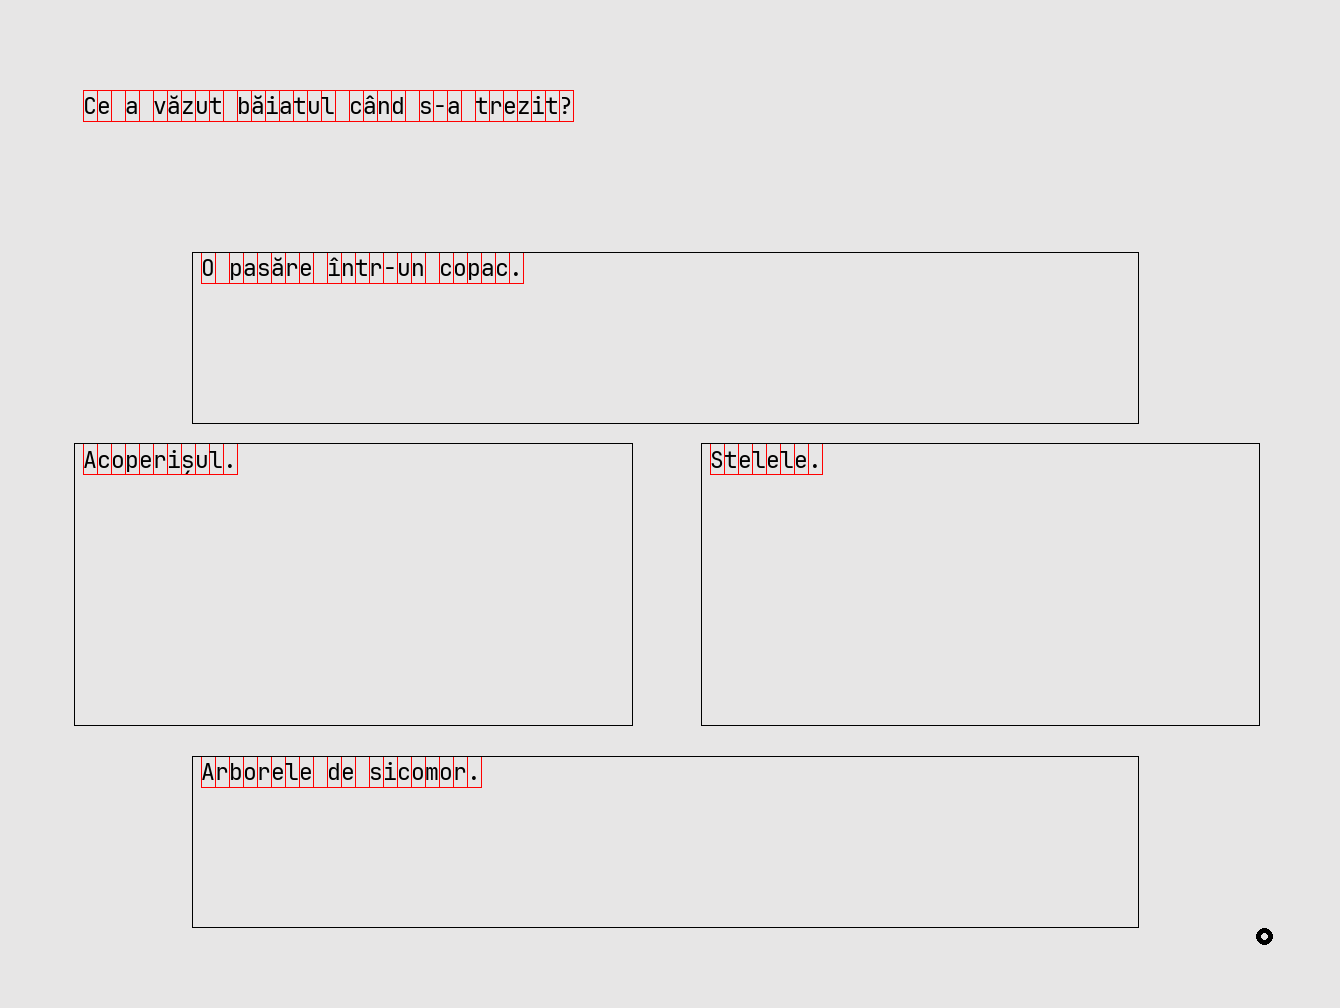 Ce a văzut băiatul când s-a trezit?
O pasăre într-un copac.
Acoperișul.
Stelele.
Arborele de sicomor.